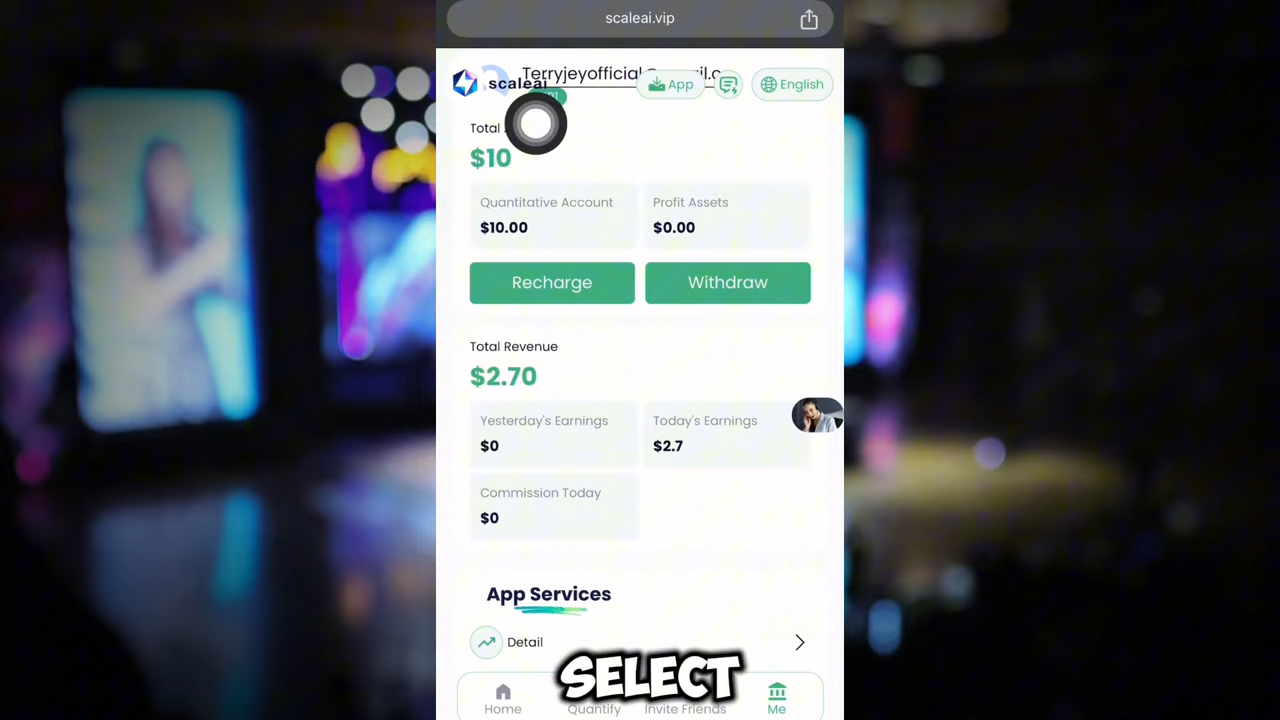 scaleai.vip
scaleai
App
English
Total
$10
Quantitative Account
Profit Assets
$10.00
$0.00
Recharge
Withdraw
Total Revenue
$2.70
Yesterday's Earnings
Today's Earnings
$0
$2.7
Commission Today
$0
App Services
Detail
SELECT
Home
Quantify
Invite Friends
Me